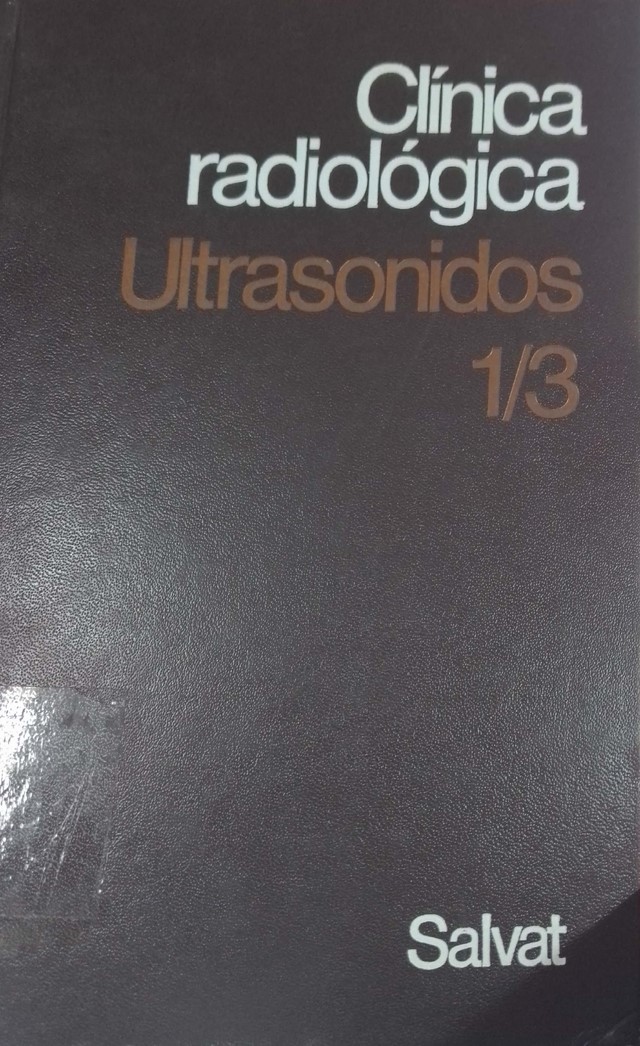 Clínica
radiológica
Ultrasonidos
1/3
Salvat